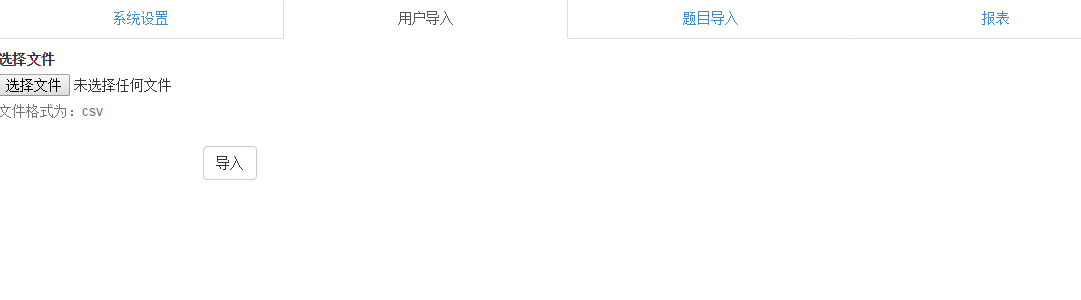 系统设置 用户导入 题目导入 报表
选择文件
选择文件 未选择任何文件
文件格式为：csv
导入